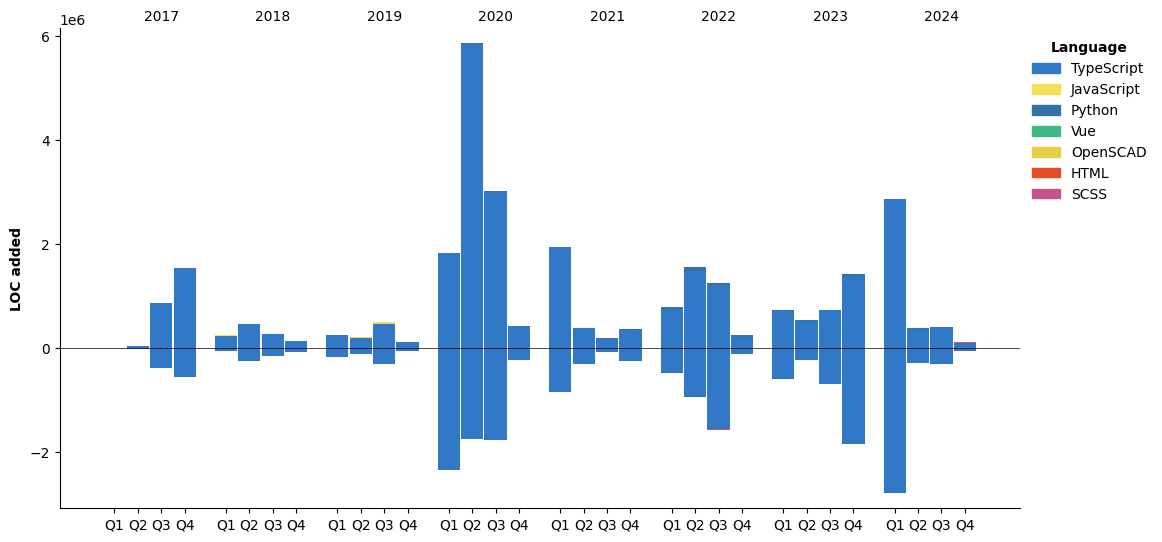 2017 2018 2019 2020 2021 2022 2023 2024
1e6
6
4
2
0
−2
LOC added
Q1 Q2 Q3 Q4 Q1 Q2 Q3 Q4 Q1 Q2 Q3 Q4 Q1 Q2 Q3 Q4 Q1 Q2 Q3 Q4 Q1 Q2 Q3 Q4 Q1 Q2 Q3 Q4 Q1 Q2 Q3 Q4
Language
TypeScript
JavaScript
Python
Vue
OpenSCAD
HTML
SCSS